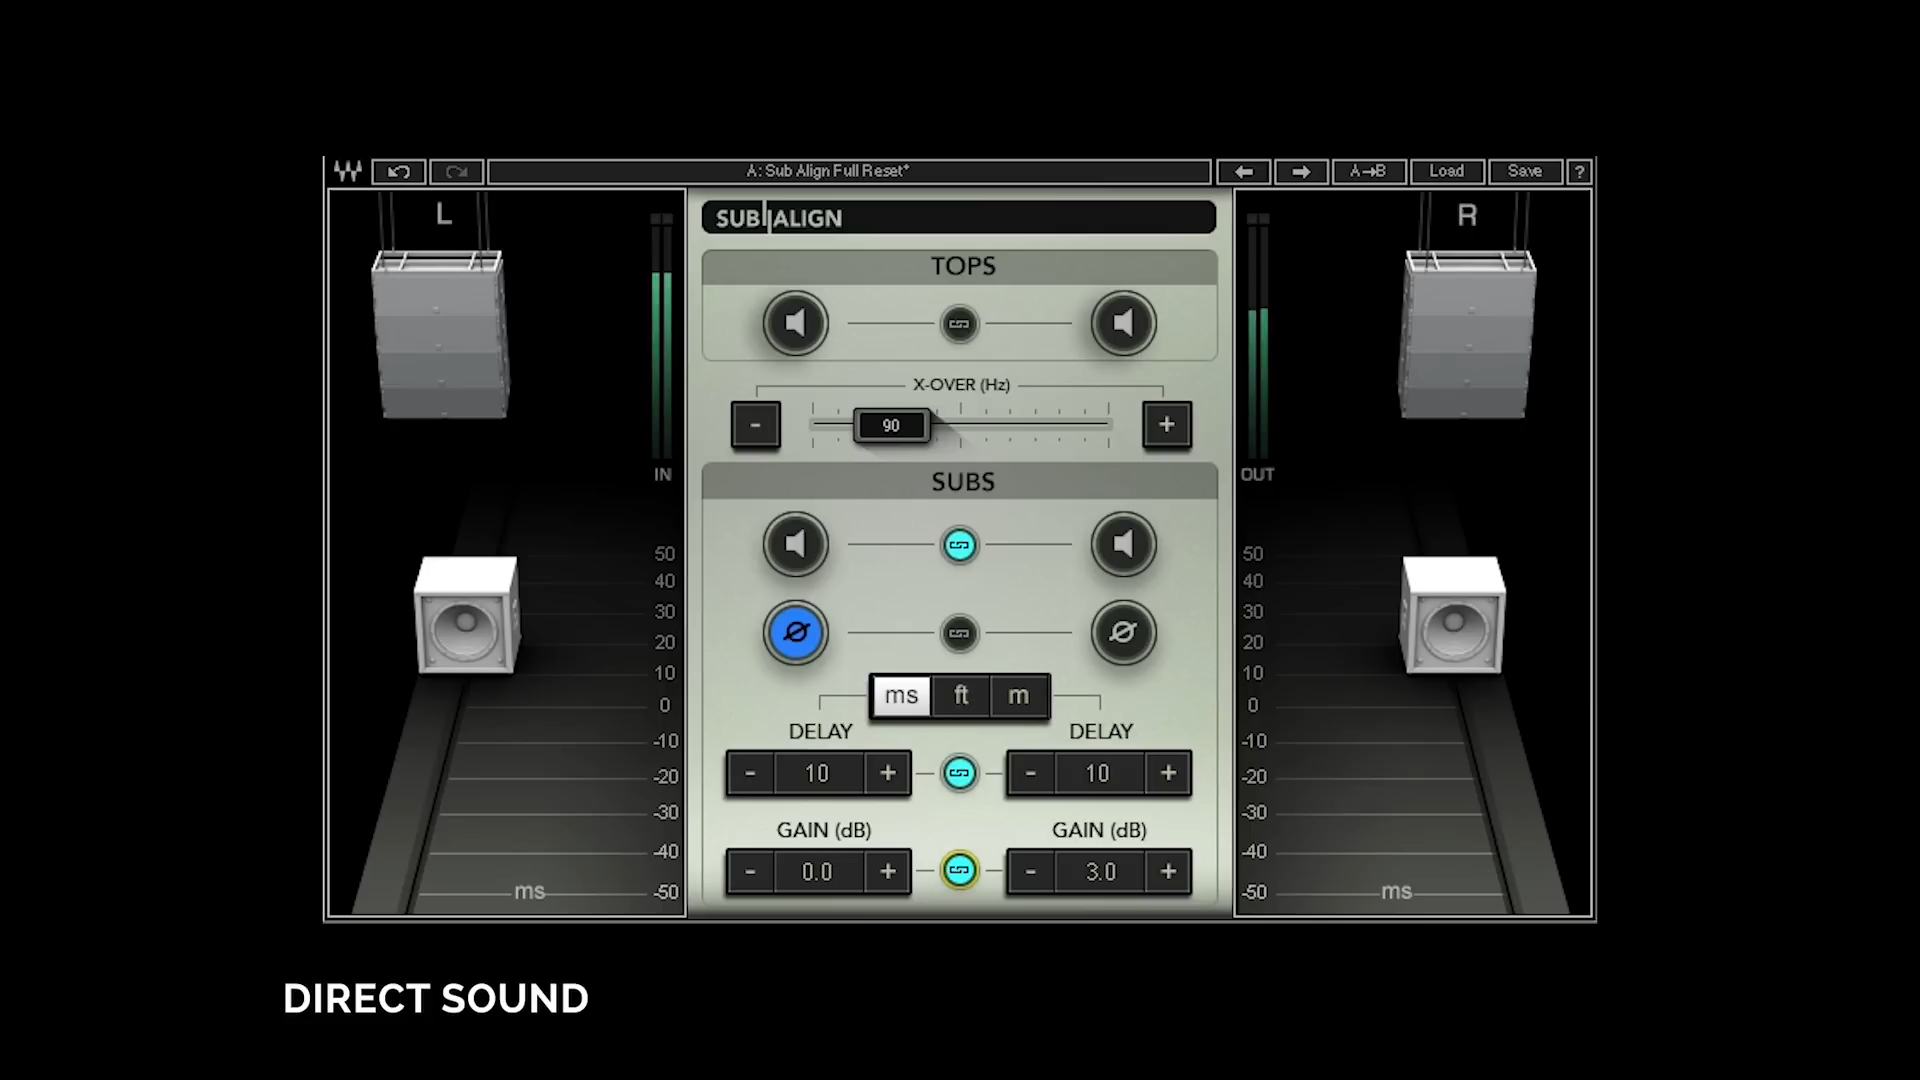 A: Sub Align Full Reset*
A→B
Load
Save
?
L
R
SUB ALIGN
TOPS
X-OVER (Hz)
-
90
+
IN
OUT
SUBS
50
40
30
20
10
0
-10
-20
-30
-40
-50
ms
50
40
30
20
10
0
-10
-20
-30
-40
-50
ms
Ø
Ø
ms ft m
DELAY DELAY
- 10 + - 10 +
GAIN (dB) GAIN (dB)
- 0.0 + - 3.0 +
DIRECT SOUND